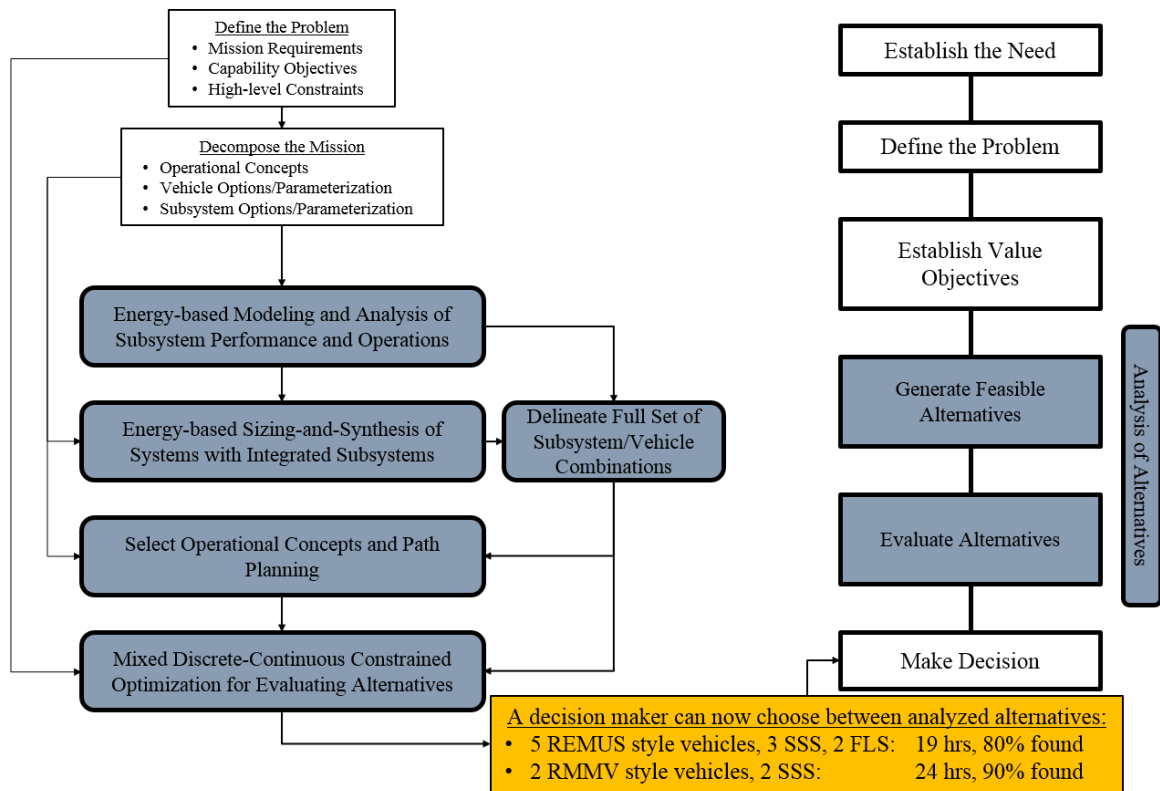 Define the Problem
• Mission Requirements
• Capability Objectives
• High-level Constraints
Decompose the Mission
• Operational Concepts
• Vehicle Options/Parameterization
• Subsystem Options/Parameterization
Energy-based Modeling and Analysis of
Subsystem Performance and Operations
Energy-based Sizing-and-Synthesis of
Systems with Integrated Subsystems
Delineate Full Set of
Subsystem/Vehicle
Combinations
Select Operational Concepts and Path
Planning
Mixed Discrete-Continuous Constrained
Optimization for Evaluating Alternatives
Establish the Need
Define the Problem
Establish Value
Objectives
Generate Feasible
Alternatives
Evaluate Alternatives
Analysis of Alternatives
Make Decision
A decision maker can now choose between analyzed alternatives:
• 5 REMUS style vehicles, 3 SSS, 2 FLS: 19 hrs, 80% found
• 2 RMMV style vehicles, 2 SSS: 24 hrs, 90% found